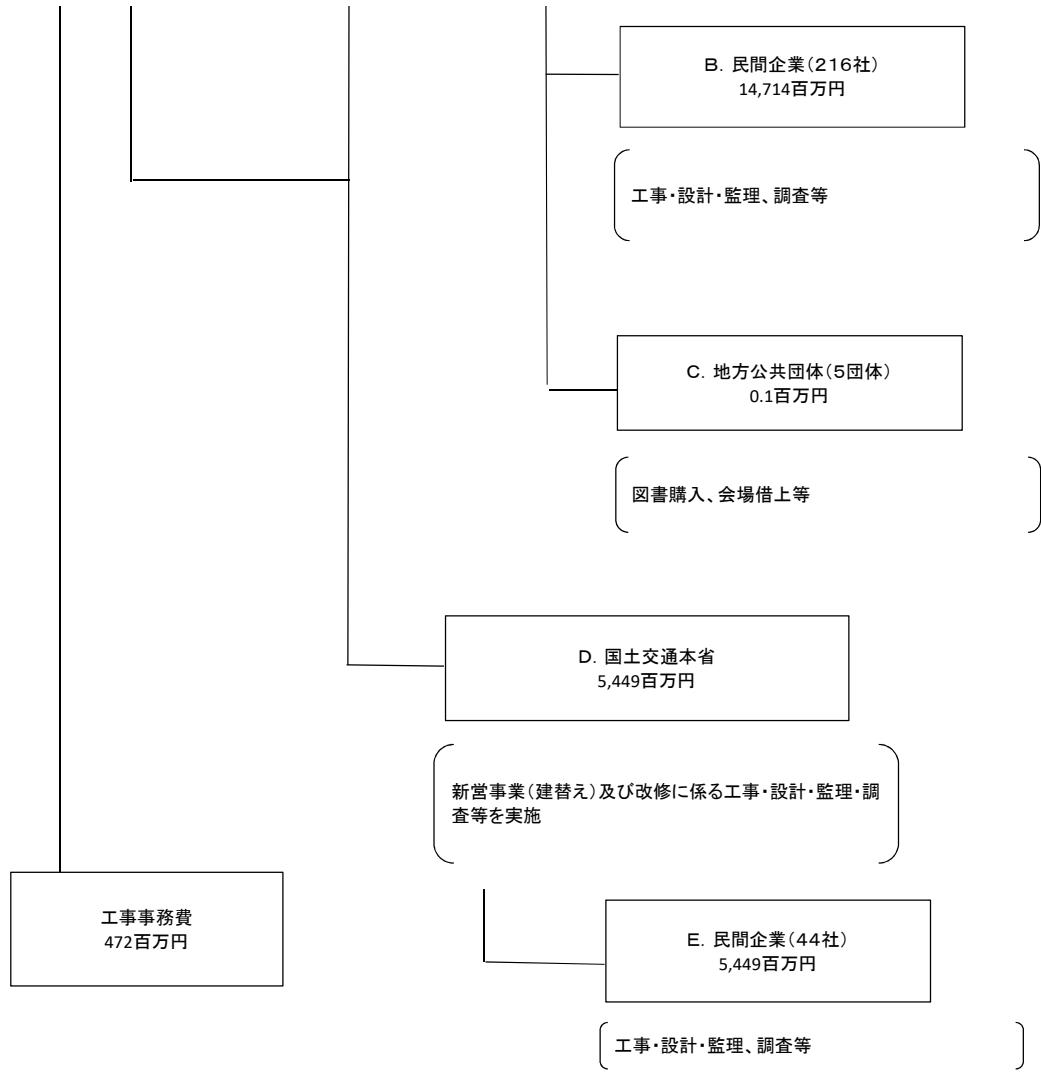 B．民間企業（２１６社）
14,714百万円
工事・設計・監理、調査等
C．地方公共団体（５団体）
0.1百万円
図書購入、会場借上等
D．国土交通本省
5,449百万円
新営事業（建替え）及び改修に係る工事・設計・監理・調
査等を実施
工事事務費
472百万円
E．民間企業（４４社）
5,449百万円
工事・設計・監理、調査等